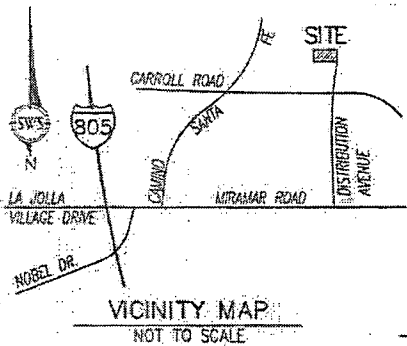 SITE
CARROLL ROAD
SWS
805
N
CAMINO
SANTA
FE
DISTRIBUTION
AVENUE
LA JOLLA
VILLAGE DRIVE
MIRAMAR ROAD
NOBEL DR.
VICINITY MAP
NOT TO SCALE